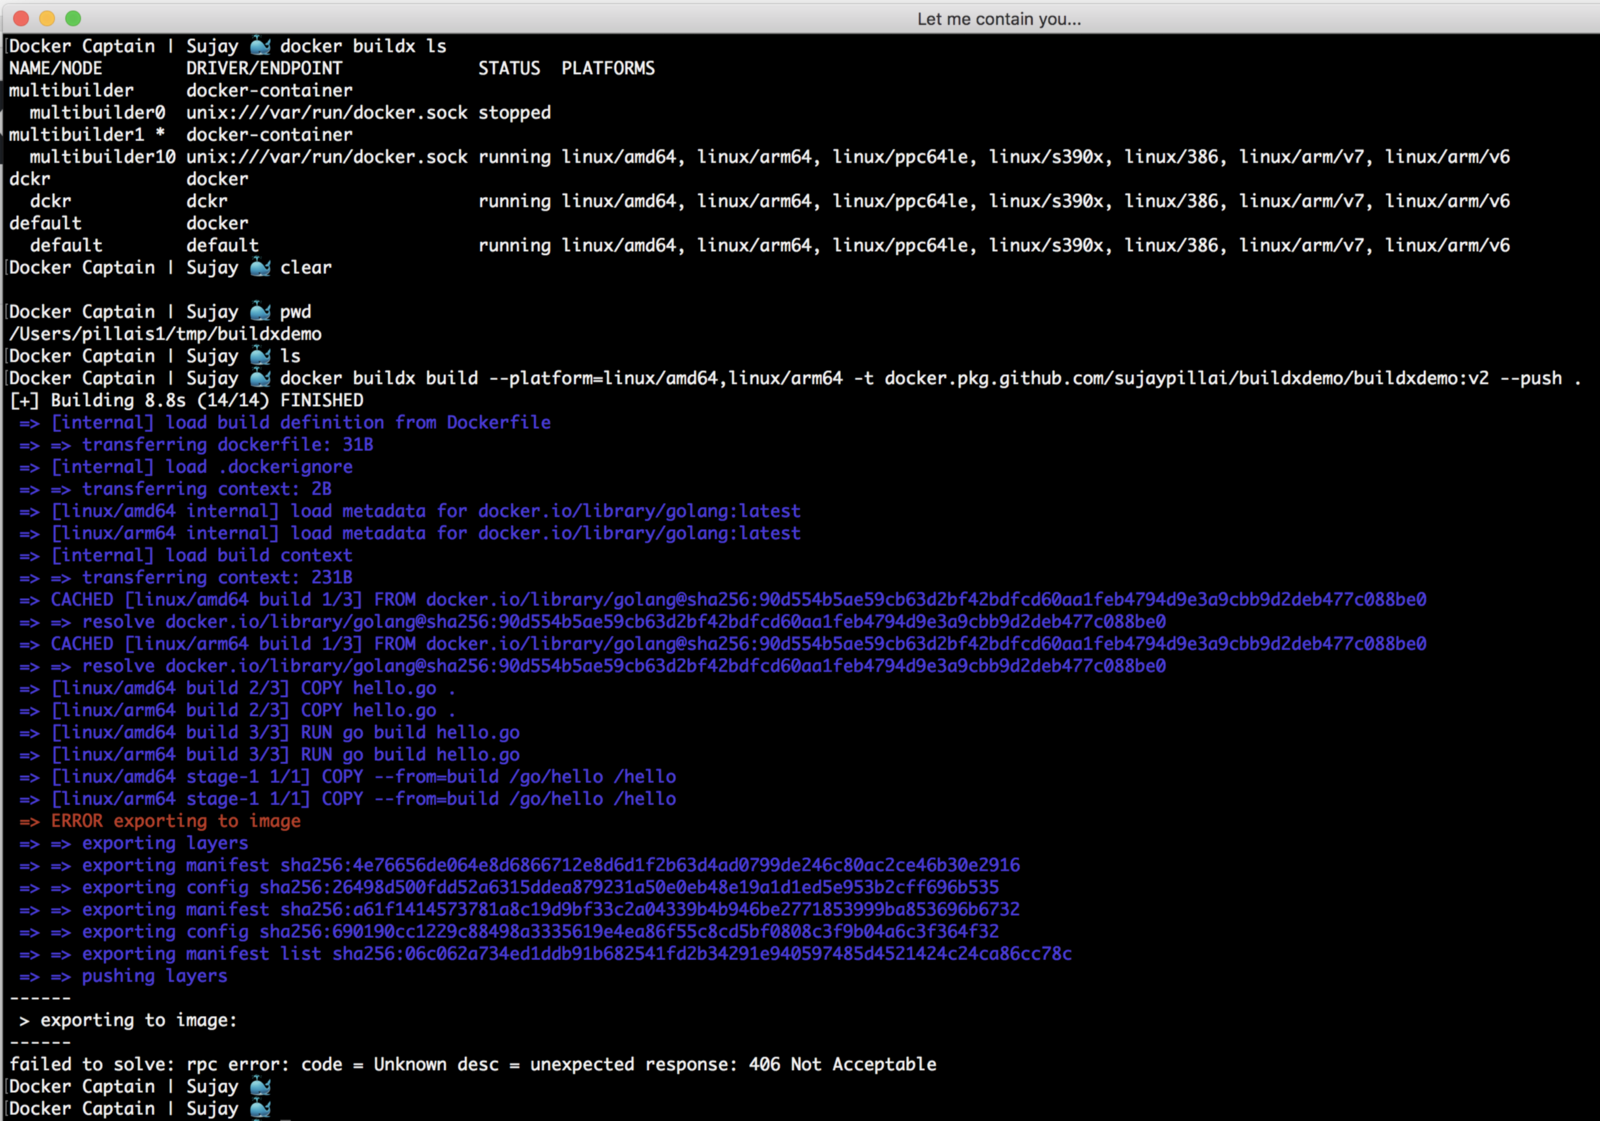 Let me contain you...
Docker Captain | Sujay 🐳 docker buildx ls
NAME/NODE DRIVER/ENDPOINT STATUS PLATFORMS
multibuilder docker-container
multibuilder0 unix:///var/run/docker.sock stopped
multibuilder1 * docker-container
multibuilder10 unix:///var/run/docker.sock running linux/amd64, linux/arm64, linux/ppc64le, linux/s390x, linux/386, linux/arm/v7, linux/arm/v6
dckr docker
dckr dckr running linux/amd64, linux/arm64, linux/ppc64le, linux/s390x, linux/386, linux/arm/v7, linux/arm/v6
default docker
default default running linux/amd64, linux/arm64, linux/ppc64le, linux/s390x, linux/386, linux/arm/v7, linux/arm/v6
Docker Captain | Sujay 🐳 clear
Docker Captain | Sujay 🐳 pwd
/Users/pillais1/tmp/buildxdemo
Docker Captain | Sujay 🐳 ls
Docker Captain | Sujay 🐳 docker buildx build --platform=linux/amd64,linux/arm64 -t docker.pkg.github.com/sujaypillai/buildxdemo/buildxdemo:v2 --push .
[+] Building 8.8s (14/14) FINISHED
=> [internal] load build definition from Dockerfile
=> => transferring dockerfile: 31B
=> [internal] load .dockerignore
=> => transferring context: 2B
=> [linux/amd64 internal] load metadata for docker.io/library/golang:latest
=> [linux/arm64 internal] load metadata for docker.io/library/golang:latest
=> [internal] load build context
=> => transferring context: 231B
=> CACHED [linux/amd64 build 1/3] FROM docker.io/library/golang@sha256:90d554b5ae59cb63d2bf42bdfcd60aa1feb4794d9e3a9cbb9d2deb477c088be0
=> => resolve docker.io/library/golang@sha256:90d554b5ae59cb63d2bf42bdfcd60aa1feb4794d9e3a9cbb9d2deb477c088be0
=> CACHED [linux/arm64 build 1/3] FROM docker.io/library/golang@sha256:90d554b5ae59cb63d2bf42bdfcd60aa1feb4794d9e3a9cbb9d2deb477c088be0
=> => resolve docker.io/library/golang@sha256:90d554b5ae59cb63d2bf42bdfcd60aa1feb4794d9e3a9cbb9d2deb477c088be0
=> [linux/amd64 build 2/3] COPY hello.go .
=> [linux/arm64 build 2/3] COPY hello.go .
=> [linux/amd64 build 3/3] RUN go build hello.go
=> [linux/arm64 build 3/3] RUN go build hello.go
=> [linux/amd64 stage-1 1/1] COPY --from=build /go/hello /hello
=> [linux/arm64 stage-1 1/1] COPY --from=build /go/hello /hello
=> ERROR exporting to image
=> => exporting layers
=> => exporting manifest sha256:4e76656de064e8d6866712e8d6d1f2b63d4ad0799de246c80ac2ce46b30e2916
=> => exporting config sha256:26498d500fdd52a6315ddea879231a50e0eb48e19a1d1ed5e953b2cff696b535
=> => exporting manifest sha256:a61f1414573781a8c19d9bf33c2a04339b4b946be2771853999ba853696b6732
=> => exporting config sha256:690190cc1229c88498a3335619e4ea86f55c8cd5bf0808c3f9b04a6c3f364f32
=> => exporting manifest list sha256:06c062a734ed1ddb91b682541fd2b34291e940597485d4521424c24ca86cc78c
=> => pushing layers
------
> exporting to image:
------
failed to solve: rpc error: code = Unknown desc = unexpected response: 406 Not Acceptable
Docker Captain | Sujay 🐳
Docker Captain | Sujay 🐳